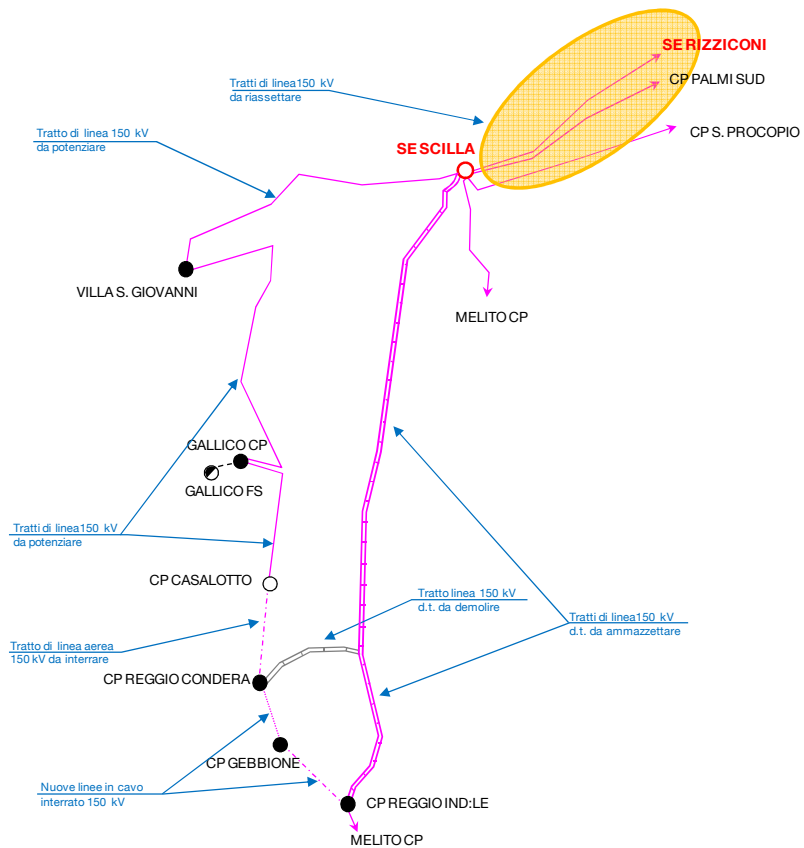 SE RIZZICONI
CP PALMI SUD
Tratti di linea150 kV
da riassettare
CP S. PROCOPIO
Tratto di linea 150 kV
da potenziare
SE SCILLA
VILLA S. GIOVANNI
MELITO CP
GALLICO CP
GALLICO FS
Tratti di linea150 kV
da potenziare
CP CASALOTTO
Tratto linea 150 kV
d.t. da demolire
Tratti di linea150 kV
d.t. da ammazzettare
Tratto di linea aerea
150 kV da interrare
CP REGGIO CONDERA
CP GEBBIONE
Nuove linee in cavo
interrato 150 kV
CP REGGIO IND:LE
MELITO CP